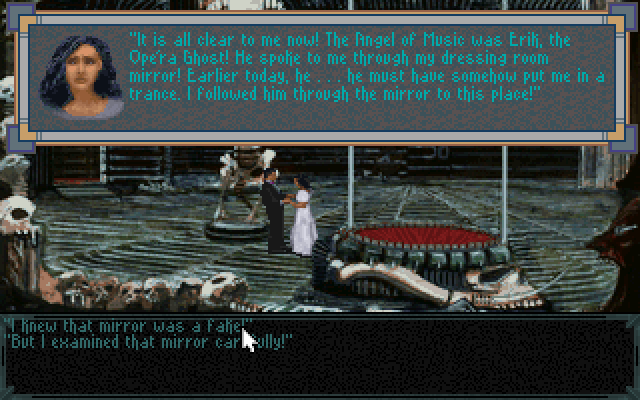 "It is all clear to me now! The Angel of Music was Erik, the
Ope'ra Ghost! He spoke to me through my dressing room
mirror! Earlier today, he . . . he must have somehow put me in a
trance. I followed him through the mirror to this place!"
"I knew that mirror was a fake!"
"But I examined that mirror carefully!"